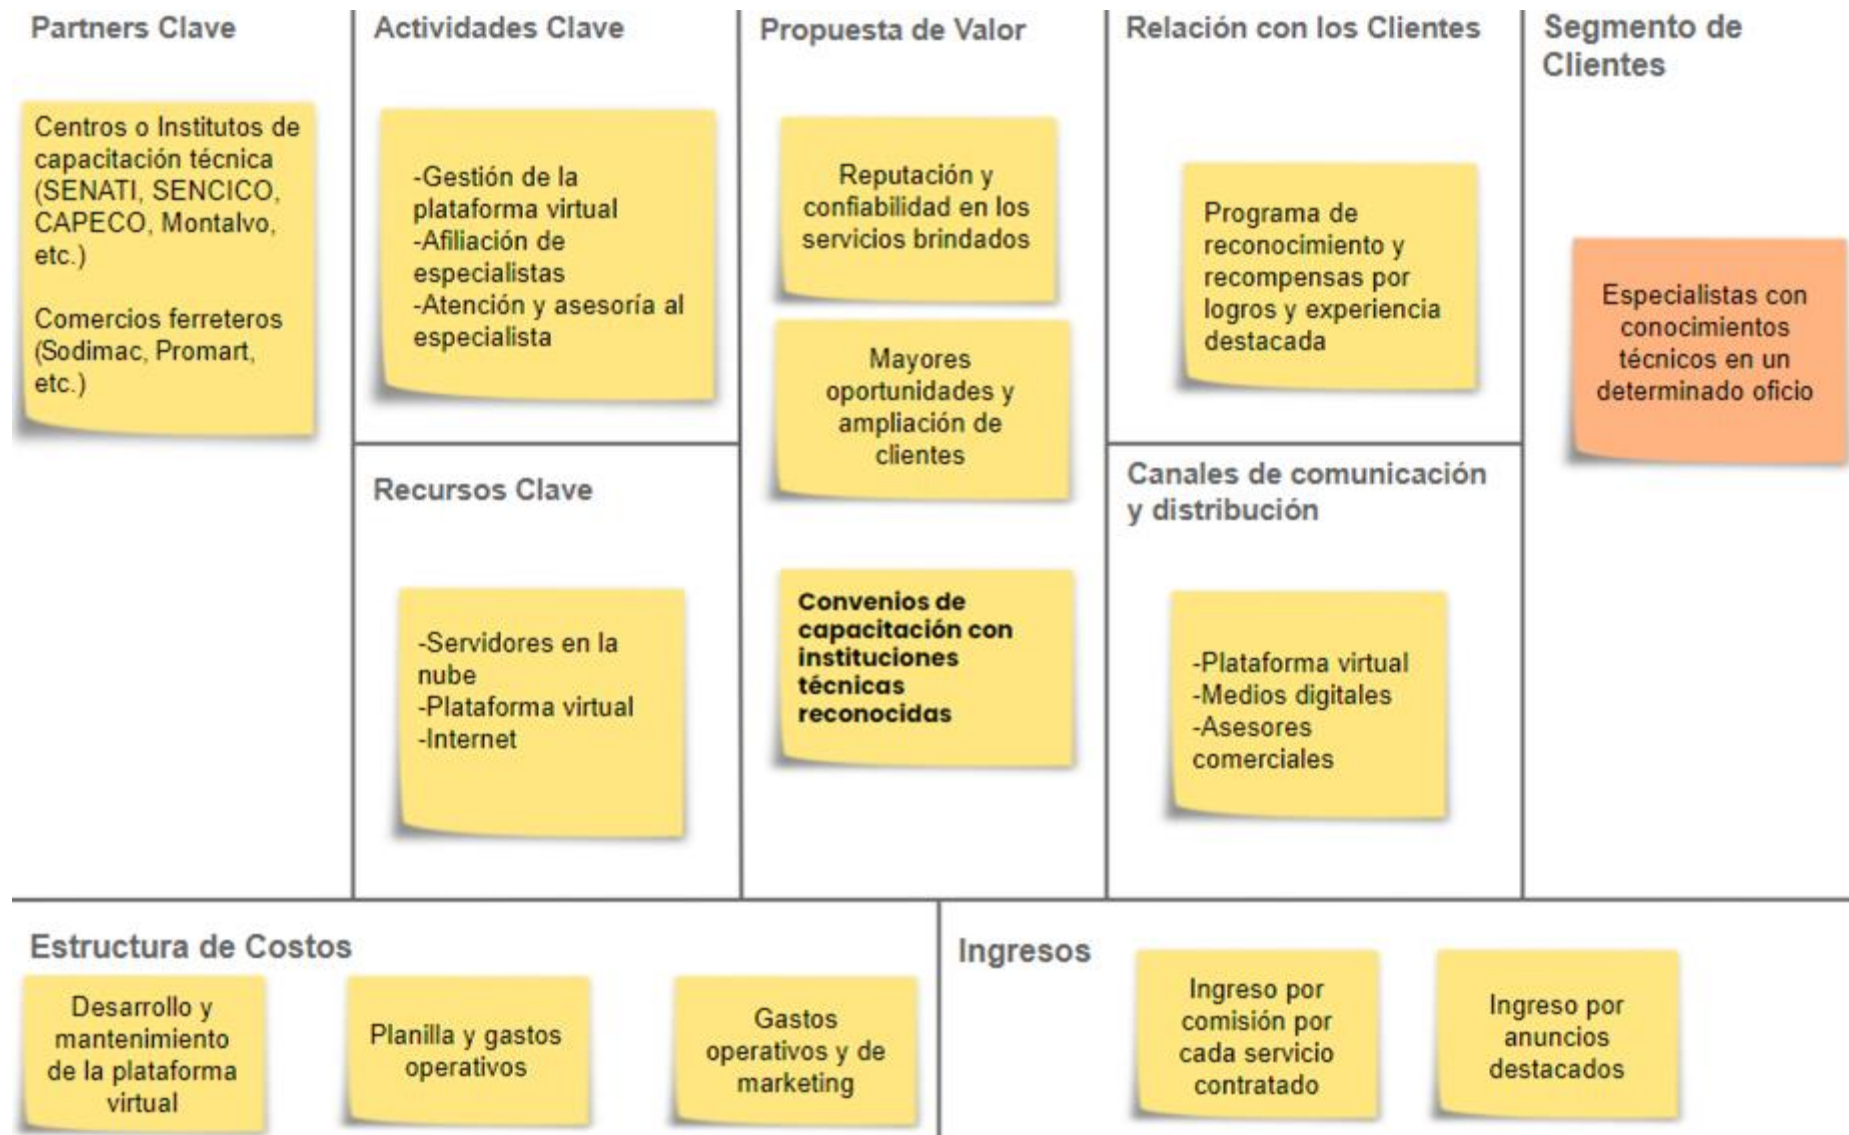 Partners Clave
Centros o Institutos de
capacitación técnica
(SENATI, SENCICO,
CAPECO, Montalvo,
etc.)
Comercios ferreteros
(Sodimac, Promart,
etc.)
Actividades Clave
-Gestión de la
plataforma virtual
-Afiliación de
especialistas
-Atención y asesoría al
especialista
Recursos Clave
-Servidores en la
nube
-Plataforma virtual
-Internet
Propuesta de Valor
Reputación y
confiabilidad en los
servicios brindados
Mayores
oportunidades y
ampliación de
clientes
Convenios de
capacitación con
instituciones
técnicas
reconocidas
Relación con los Clientes
Programa de
reconocimiento y
recompensas por
logros y experiencia
destacada
Canales de comunicación
y distribución
-Plataforma virtual
-Medios digitales
-Asesores
comerciales
Segmento de
Clientes
Especialistas con
conocimientos
técnicos en un
determinado oficio
Estructura de Costos
Desarrollo y
mantenimiento
de la plataforma
virtual
Planilla y gastos
operativos
Gastos
operativos y de
marketing
Ingresos
Ingreso por
comisión por
cada servicio
contratado
Ingreso por
anuncios
destacados